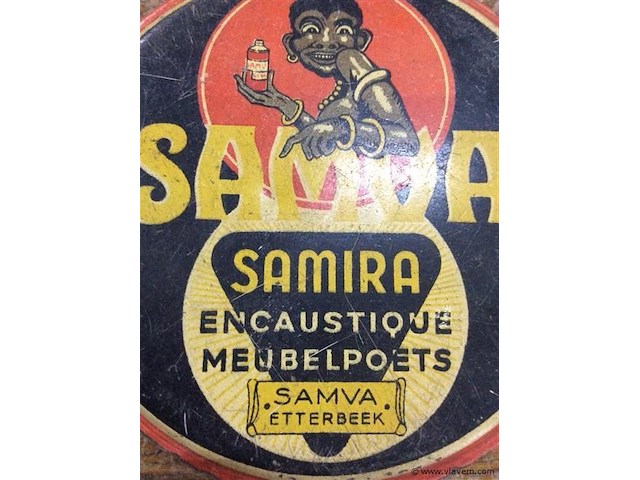 SAMVA
SAMIRA
ENCAUSTIQUE
MEUBELPOETS
SAMVA
ETTERBEEK
© www.vlavem.com